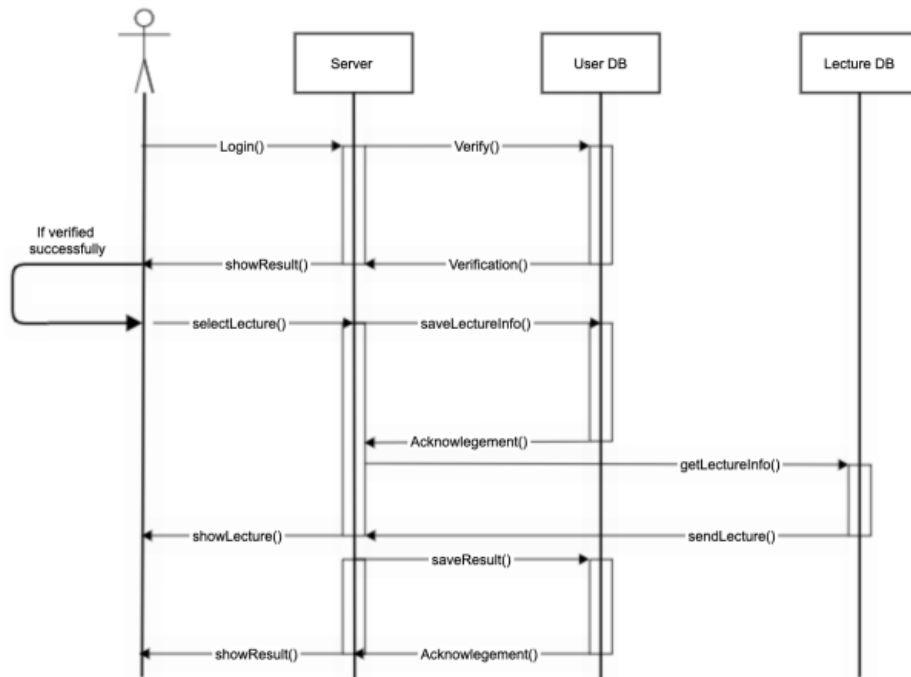 Server
User DB
Lecture DB
Login()
Verify()
If verified
successfully
showResult()
Verification()
selectLecture()
saveLectureInfo()
Acknowlegement()
getLectureInfo()
showLecture()
sendLecture()
saveResult()
showResult()
Acknowlegement()